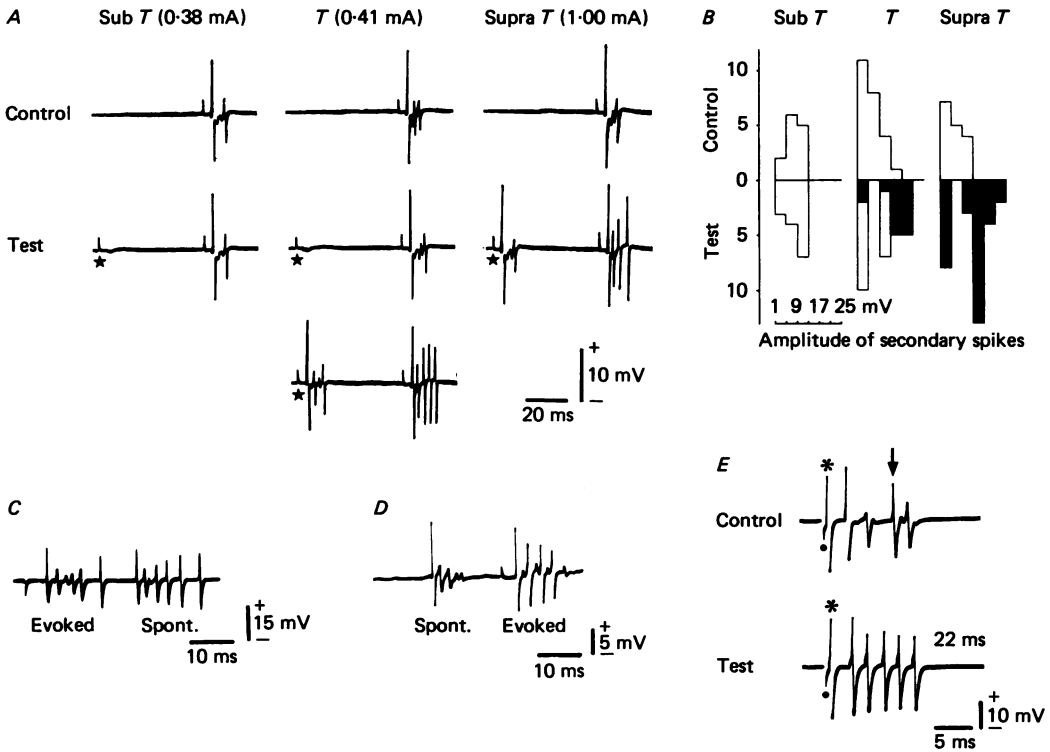 A Sub T (0·38 mA) T (0·41 mA) Supra T (1·00 mA)
Control
Test
★ ★ ★
★
+
10 mV
−
20 ms
B Sub T T Supra T
10
5
0
5
10
Control
Test
1 9 17 25 mV
Amplitude of secondary spikes
C
Evoked Spont.
+
15 mV
−
10 ms
D
Spont. Evoked
+
5 mV
−
10 ms
E
*
Control
*
22 ms
Test
+
10 mV
−
5 ms